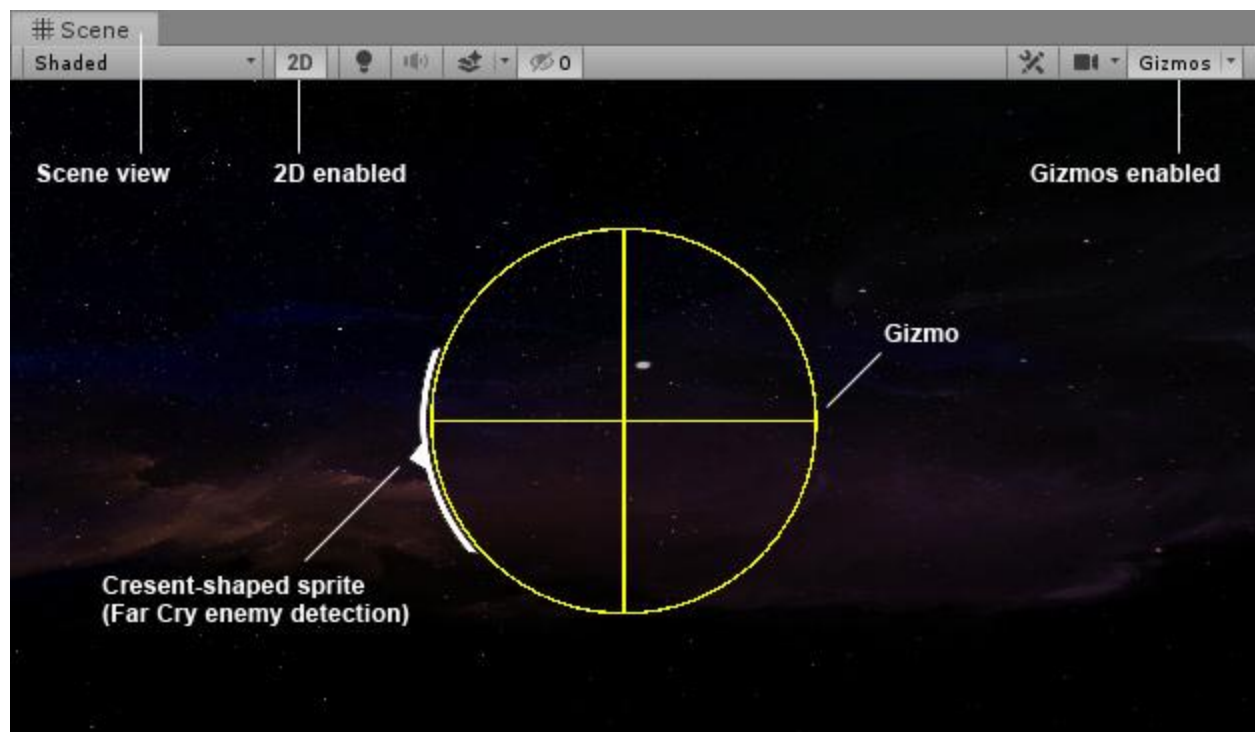 Scene
Shaded 2D 0 Gizmos
Scene view 2D enabled Gizmos enabled
Gizmo
Cresent-shaped sprite
(Far Cry enemy detection)